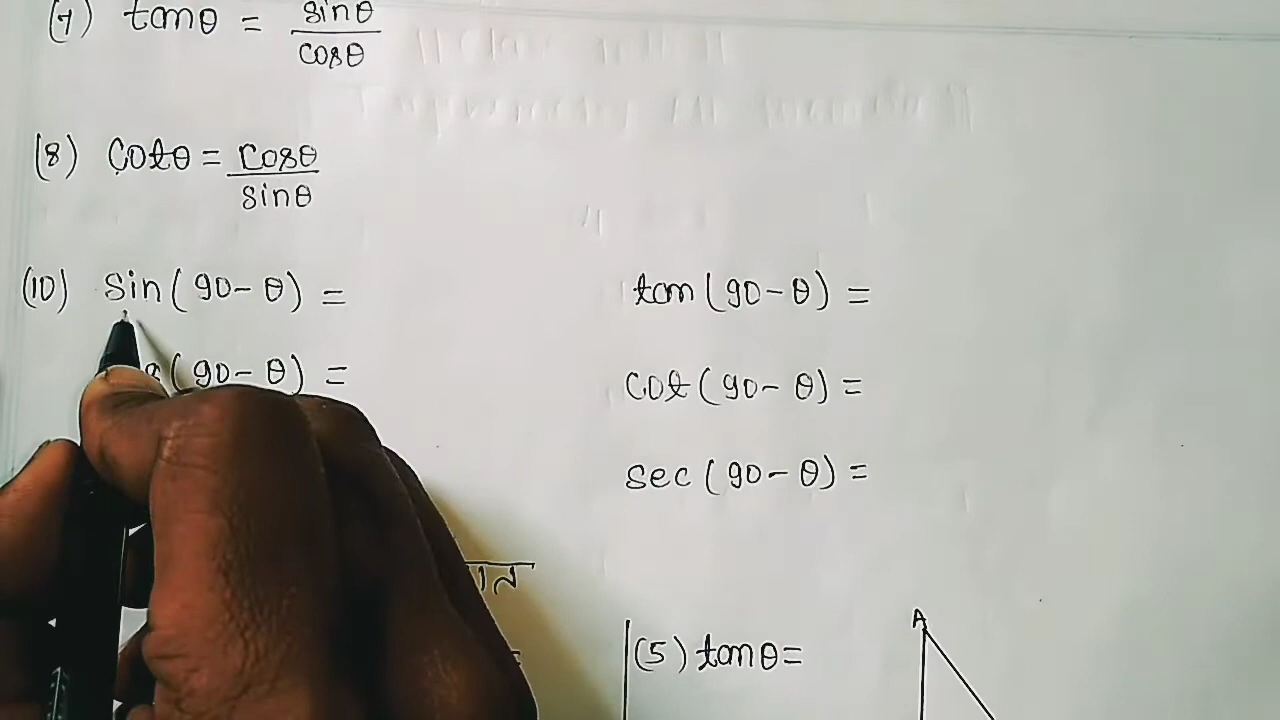 (7) tanθ = sinθ/cosθ
(8) cotθ = cosθ/sinθ
(10) sin(90-θ) =
tan(90-θ) =
(90-θ) =
cot(90-θ) =
sec(90-θ) =
(5) tanθ=
A